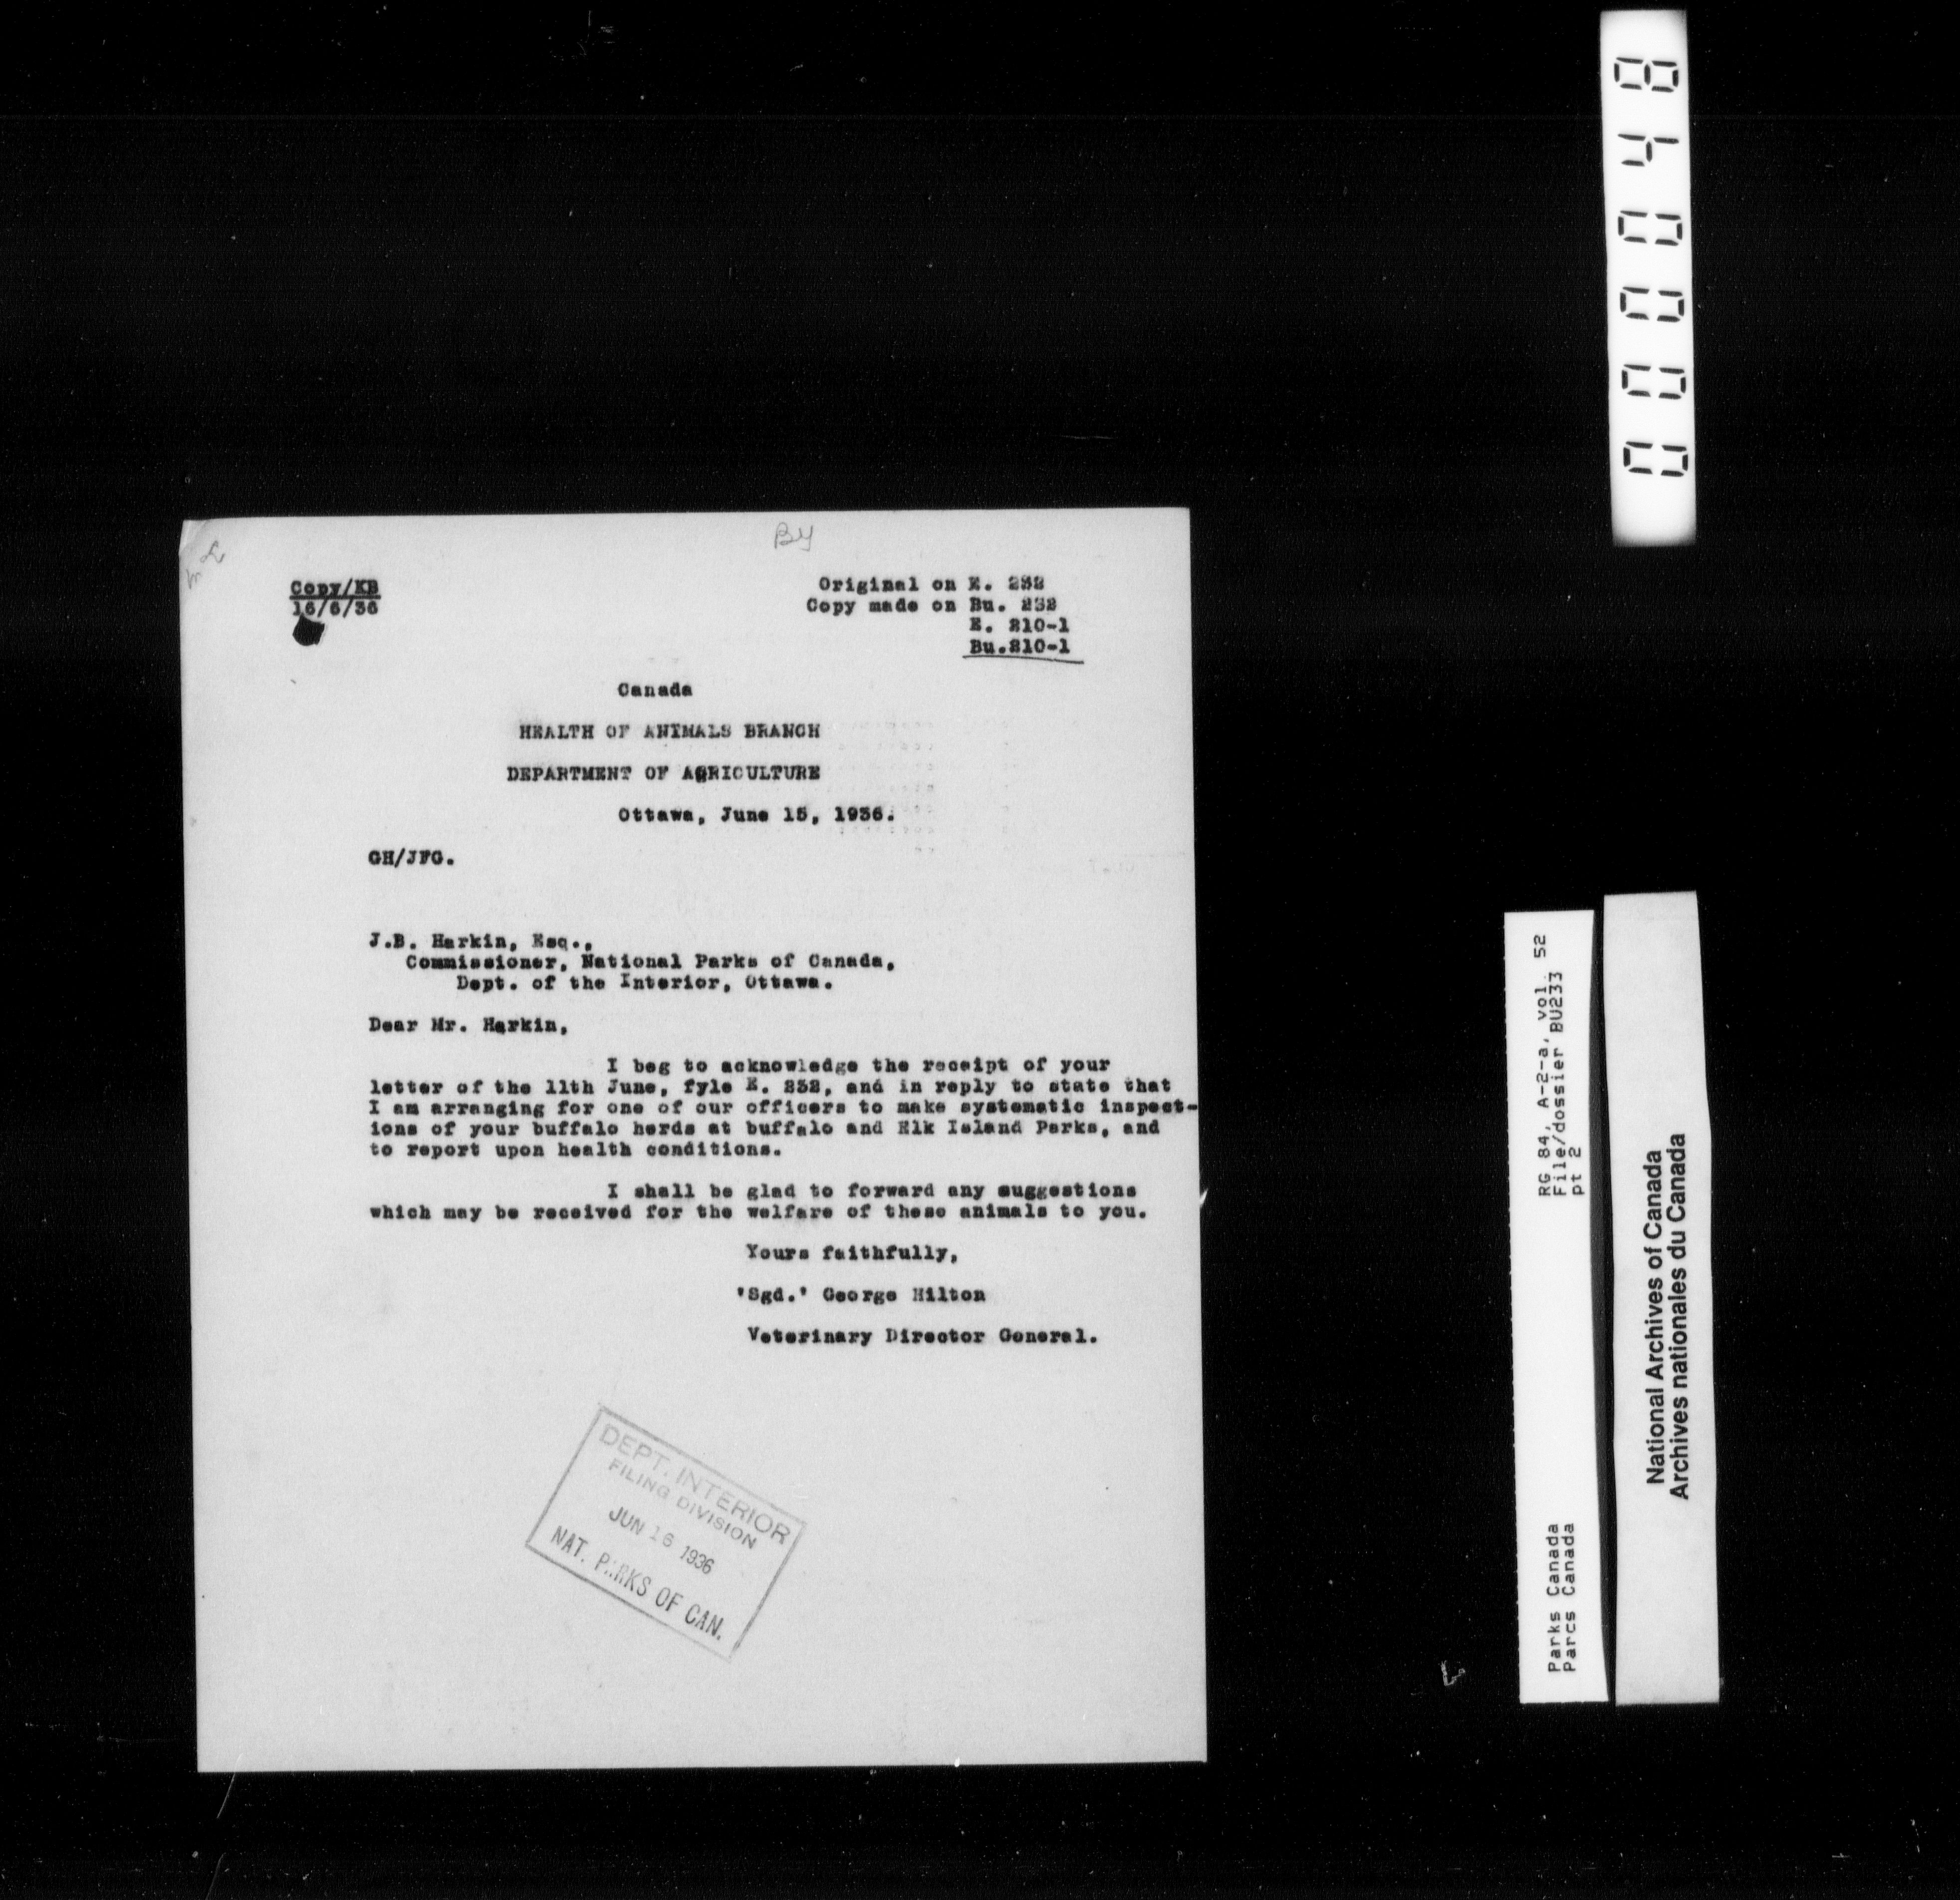 By
Copy/KB
16/6/36
Original on E. 232
Copy made on Bu. 232
E. 210-1
Bu.210-1
Canada
HEALTH OF ANIMALS BRANCH
DEPARTMENT OF AGRICULTURE
Ottawa, June 15, 1936.
GH/JFG.
J.B. Harkin, Esq.,
Commissioner, National Parks of Canada,
Dept. of the Interior, Ottawa.
Dear Mr. Harkin,
I beg to acknowledge the receipt of your
letter of the 11th June, fyle E. 232, and in reply to state that
I am arranging for one of our officers to make systematic inspect-
ions of your buffalo herds at buffalo and Elk Island Parks, and
to report upon health conditions.
I shall be glad to forward any suggestions
which may be received for the welfare of these animals to you.
Yours faithfully,
'Sgd.' George Hilton
Veterinary Director General.
DEPT. INTERIOR
FILING DIVISION
JUN 16 1936
NAT. PARKS OF CAN.
000048
RG 84, A-2-a, vol. 52
File/dossier BU233
pt 2
Parks Canada
Parcs Canada
National Archives of Canada
Archives nationales du Canada